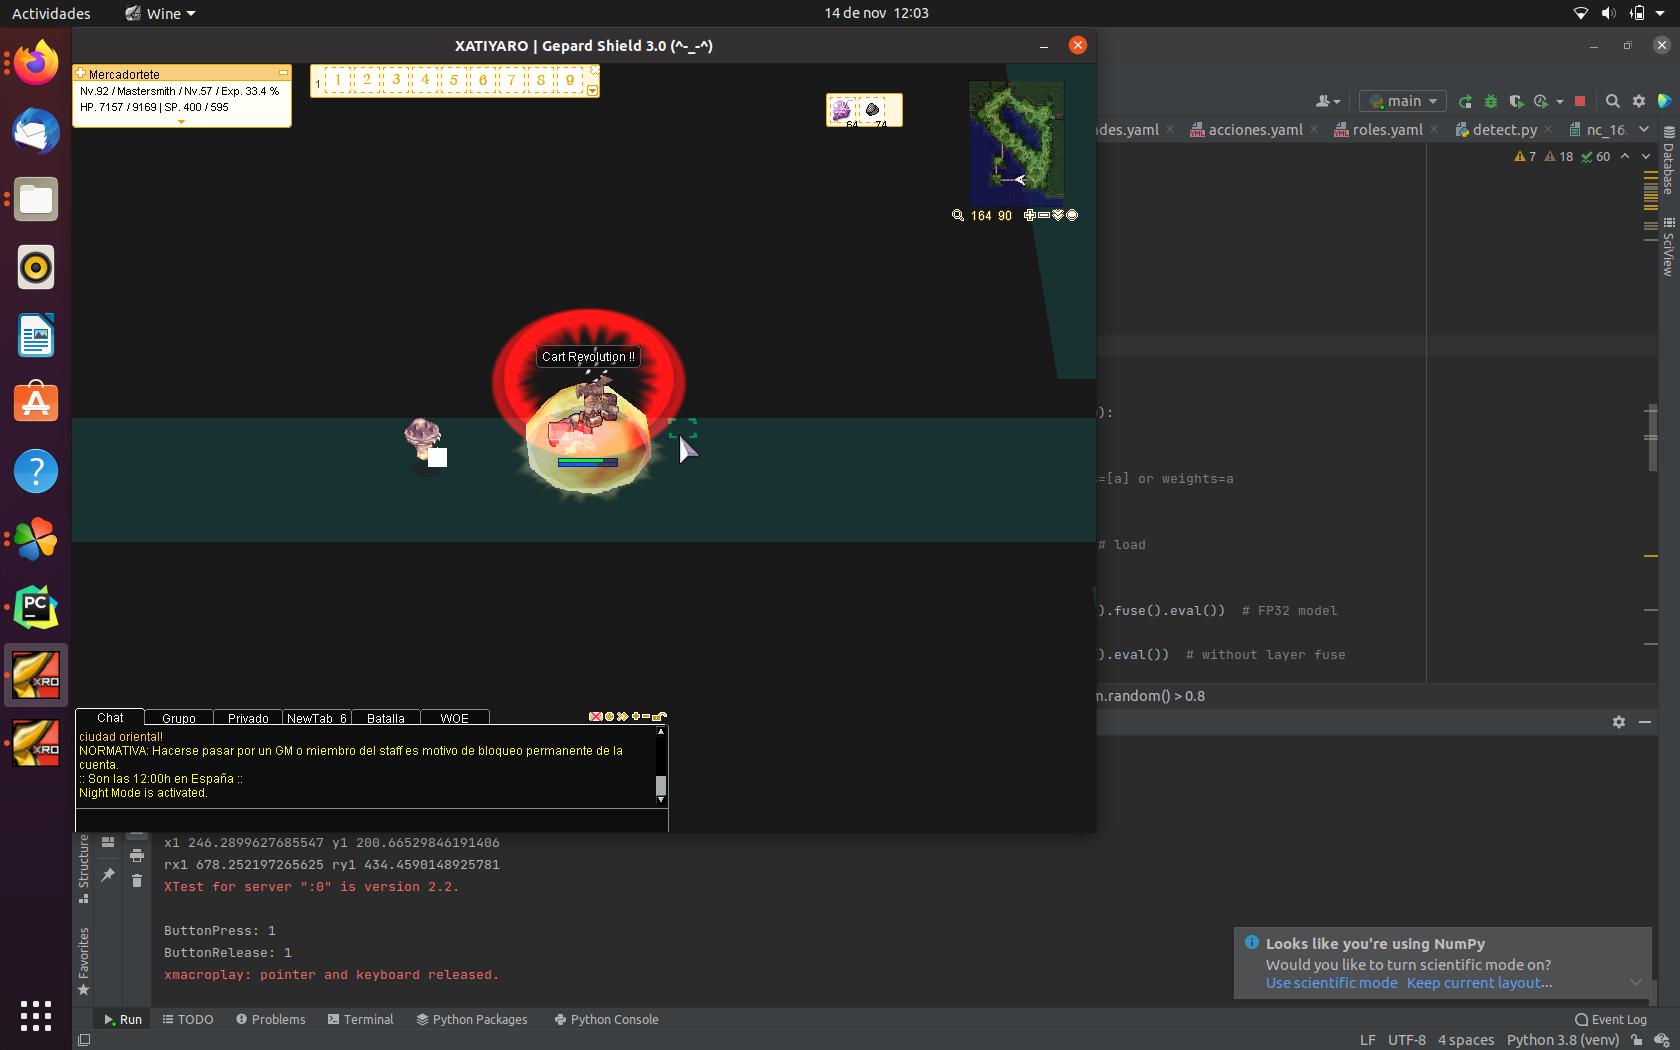 Actividades
Wine
14 de nov 12:03
XATIYARO | Gepard Shield 3.0 (^-_-^)
Mercadortete
Nv.92 / Mastersmith / Nv.57 / Exp. 33.4 %
HP. 7157 / 9169 | SP. 400 / 595
1
1 2 3 4 5 6 7 8 9
64 74
164 90
Cart Revolution !!
main
des.yaml
acciones.yaml
roles.yaml
detect.py
nc_16.
7 18 60
Database
SciView
):
=[a] or weights=a
# load
).fuse().eval()) # FP32 model
).eval()) # without layer fuse
m.random() > 0.8
PC
XRO
XRO
Chat Grupo Privado NewTab_6 Batalla WOE
ciudad oriental!
NORMATIVA: Hacerse pasar por un GM o miembro del staff es motivo de bloqueo permanente de la
cuenta.
:: Son las 12:00h en España ::
Night Mode is activated.
Structure
Favorites
x1 246.2899627685547 y1 200.66529846191406
rx1 678.252197265625 ry1 434.4590148925781
XTest for server ":0" is version 2.2.
ButtonPress: 1
ButtonRelease: 1
xmacroplay: pointer and keyboard released.
Looks like you're using NumPy
Would you like to turn scientific mode on?
Use scientific mode Keep current layout...
Run TODO Problems Terminal Python Packages Python Console
Event Log
LF UTF-8 4 spaces Python 3.8 (venv)